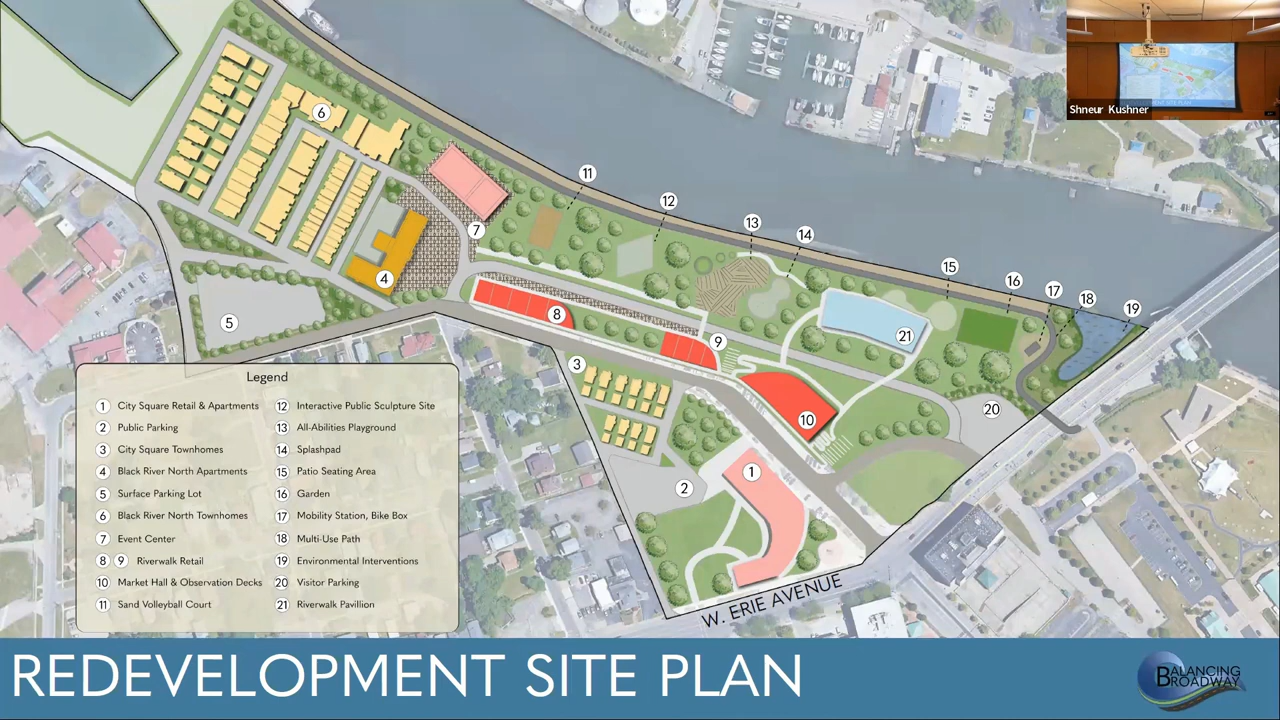 Shneur Kushner
6
11
12
7
13
14
4
15
16
17
18
19
5
8
9
21
3
20
10
1
2
W. ERIE AVENUE
Legend
1 City Square Retail & Apartments
2 Public Parking
3 City Square Townhomes
4 Black River North Apartments
5 Surface Parking Lot
6 Black River North Townhomes
7 Event Center
8 9 Riverwalk Retail
10 Market Hall & Observation Decks
11 Sand Volleyball Court
12 Interactive Public Sculpture Site
13 All-Abilities Playground
14 Splashpad
15 Patio Seating Area
16 Garden
17 Mobility Station, Bike Box
18 Multi-Use Path
19 Environmental Interventions
20 Visitor Parking
21 Riverwalk Pavillion
REDEVELOPMENT SITE PLAN
BALANCING
BROADWAY